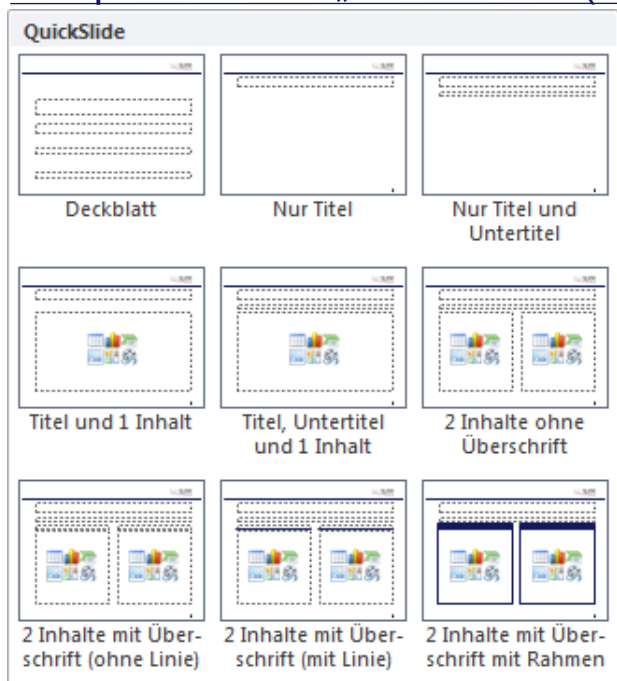 QuickSlide
Deckblatt
Nur Titel
Nur Titel und
Untertitel
Titel und 1 Inhalt
Titel, Untertitel
und 1 Inhalt
2 Inhalte ohne
Überschrift
2 Inhalte mit Über-
schrift (ohne Linie)
2 Inhalte mit Über-
schrift (mit Linie)
2 Inhalte mit Über-
schrift mit Rahmen